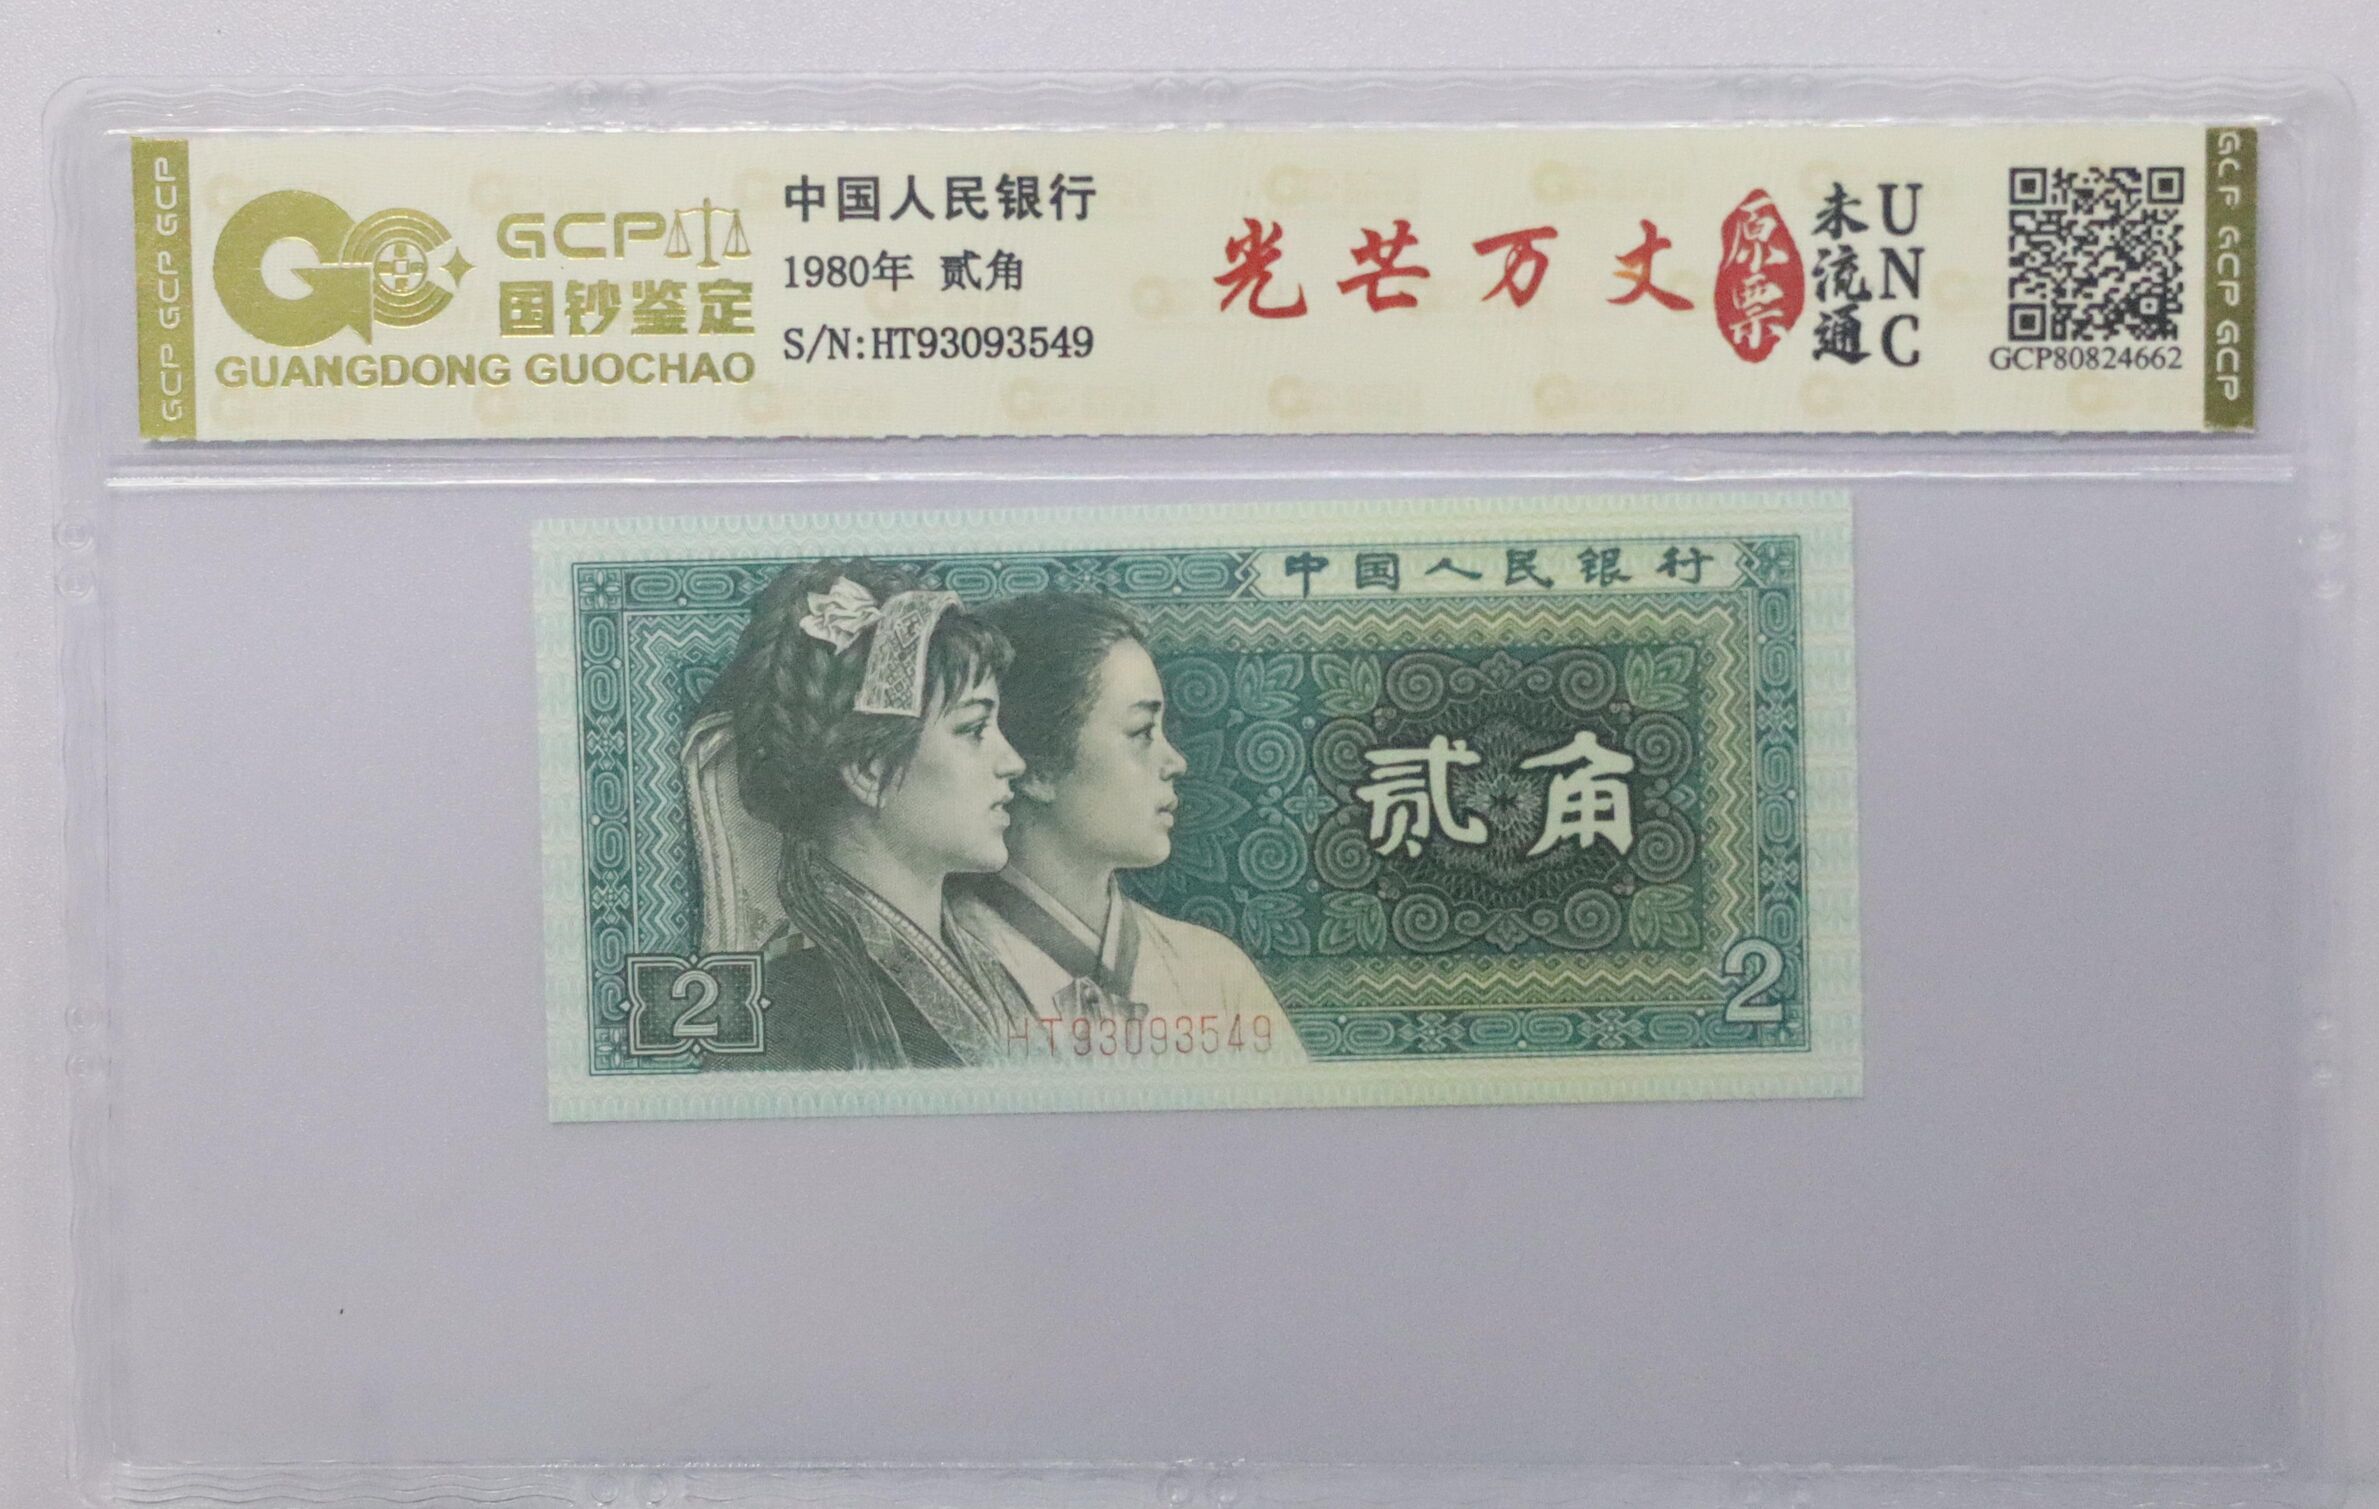 GCP GCP GCP
GCP
国钞鉴定
GUANGDONG GUOCHAO
中国人民银行
1980年 贰角
S/N:HT93093549
光芒万丈
原票
未流通
UNC
GCP80824662
GCP GCP GCP
中国人民银行
贰角
2
2
HT93093549